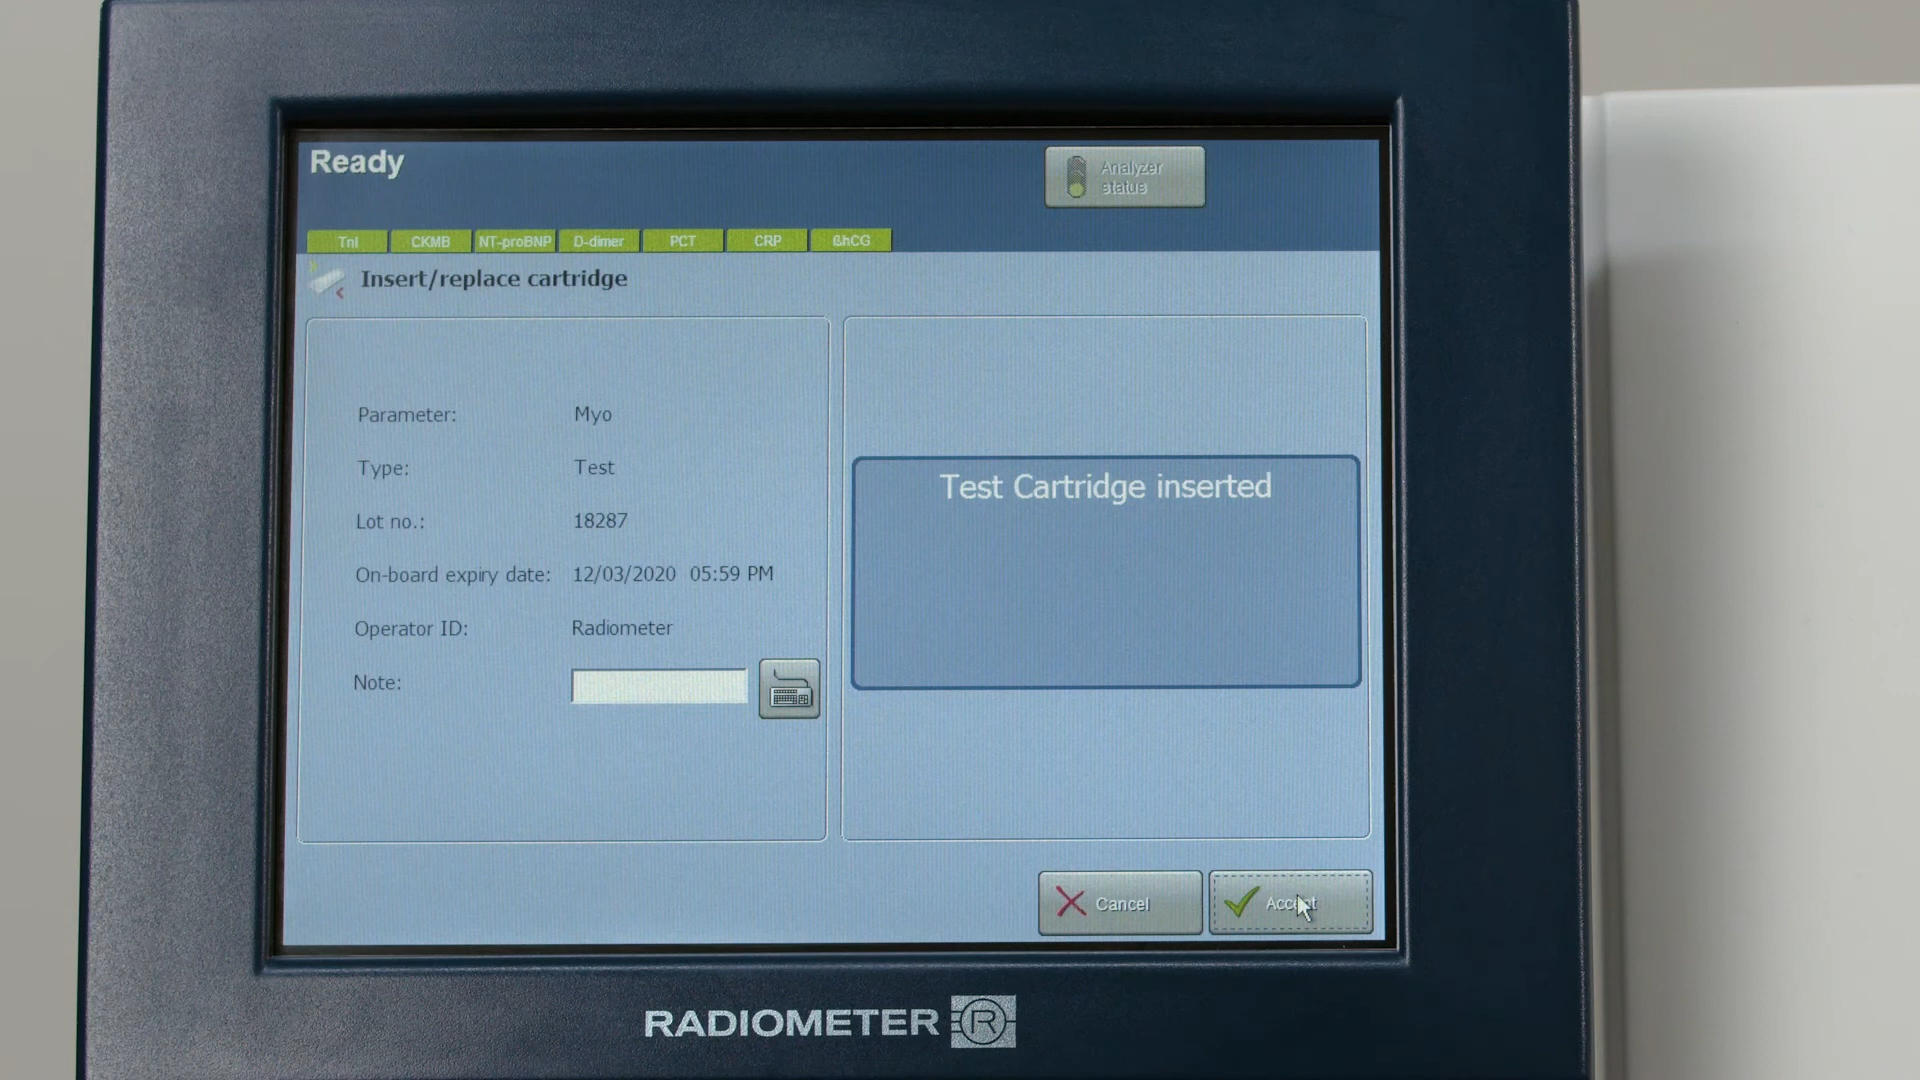 Ready
Analyzer
status
TnI CKMB NT-proBNP D-dimer PCT CRP ßhCG
Insert/replace cartridge
Parameter: Myo
Type: Test
Lot no.: 18287
On-board expiry date: 12/03/2020 05:59 PM
Operator ID: Radiometer
Note:
Test Cartridge inserted
Cancel
Accept
RADIOMETER R